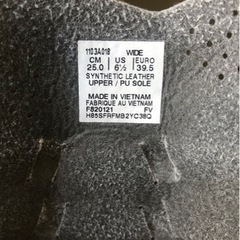 1103A018 WIDE
CM US EURO
25.0 6½ 39.5
SYNTHETIC LEATHER
UPPER / PU SOLE
MADE IN VIETNAM
FABRIQUE AU VIETNAM
F820121 FV
HB5SFRFMB2YC38Q